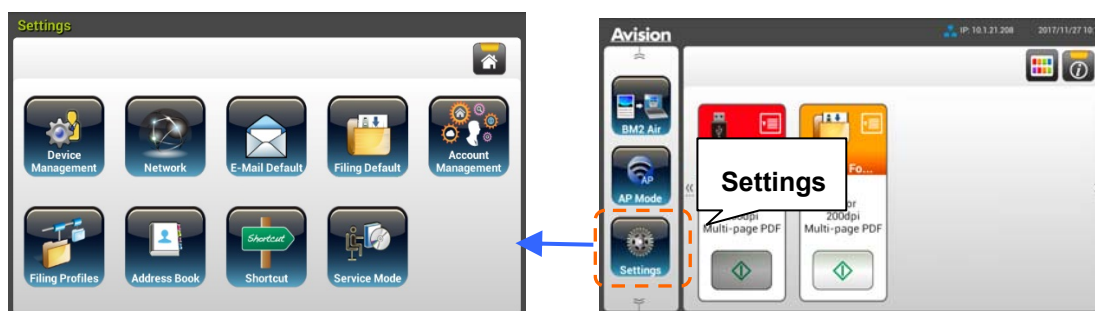 Settings
Device
Management
Network
E-Mail Default
Filing Default
Account
Management
Filing Profiles
Address Book
Shortcut
Shortcut
Service Mode
Avision
IP: 10.1.21.208
2017/11/27 10:
BM2 Air
AP
AP Mode
Settings
Settings
Fo...
200dpi
Multi-page PDF
Multi-page PDF